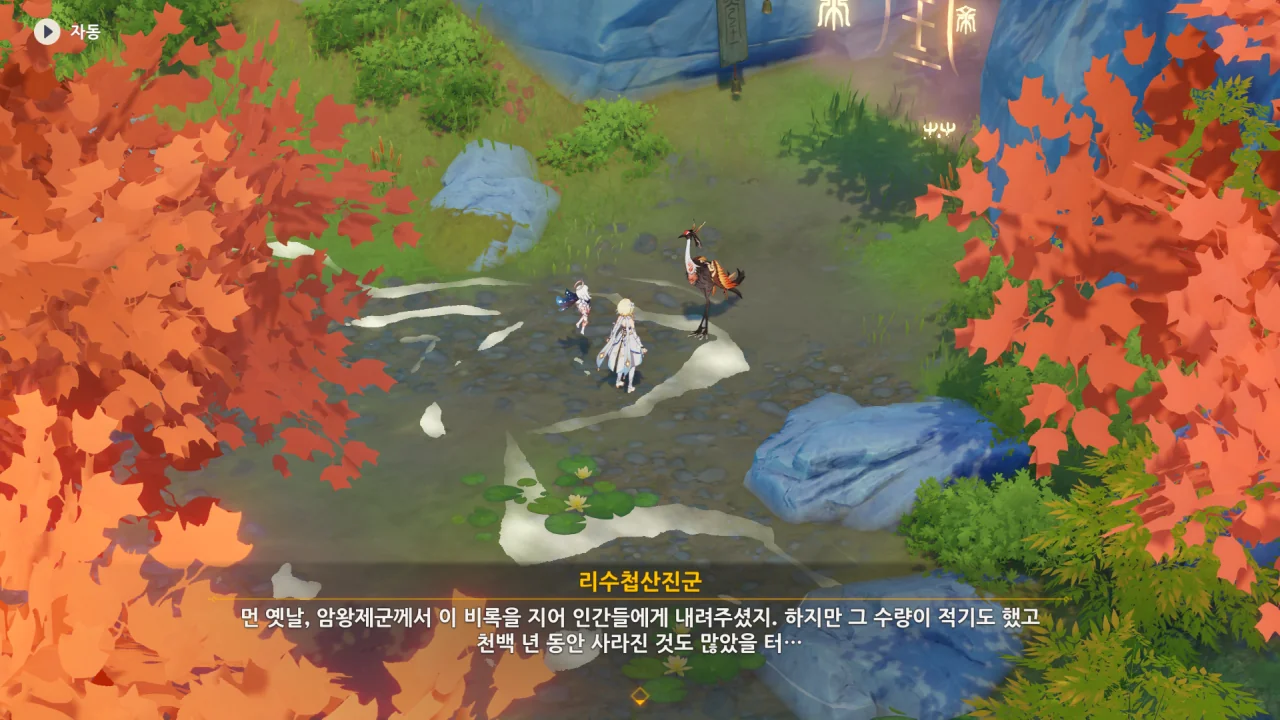 자동
리수첩산진군
먼 옛날, 암왕제군께서 이 비록을 지어 인간들에게 내려주셨지. 하지만 그 수량이 적기도 했고
천백 년 동안 사라진 것도 많았을 터…